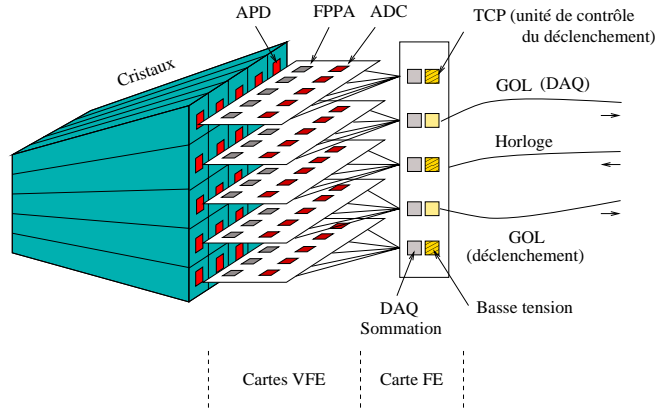 APD FPPA ADC
TCP (unité de contrôle
du déclenchement)
Cristaux
GOL (DAQ)
Horloge
GOL
(déclenchement)
DAQ
Sommation
Basse tension
Cartes VFE
Carte FE